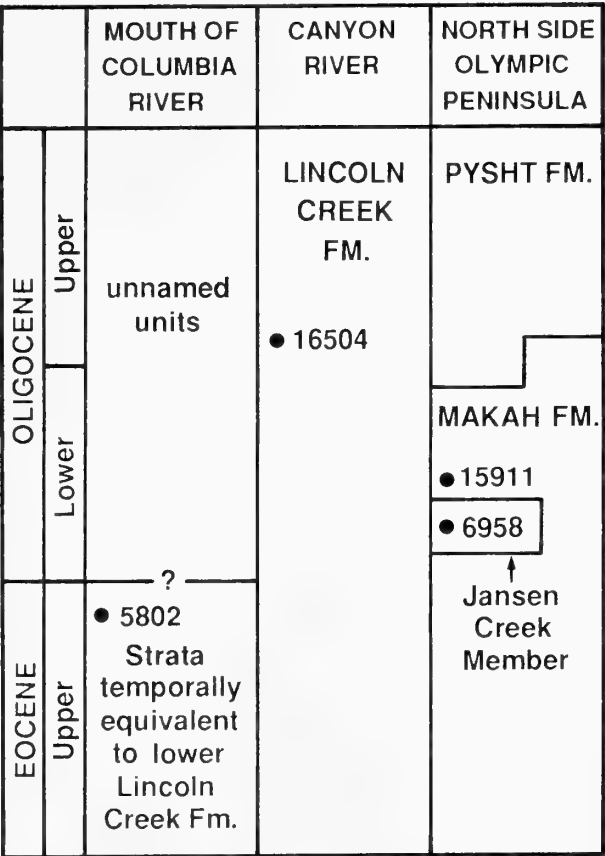 MOUTH OF
COLUMBIA
RIVER
CANYON
RIVER
NORTH SIDE
OLYMPIC
PENINSULA
OLIGOCENE
Upper
Lower
EOCENE
Upper
unnamed
units
?
5802
Strata
temporally
equivalent
to lower
Lincoln
Creek Fm.
LINCOLN
CREEK
FM.
16504
PYSHT FM.
MAKAH FM.
15911
6958
Jansen
Creek
Member